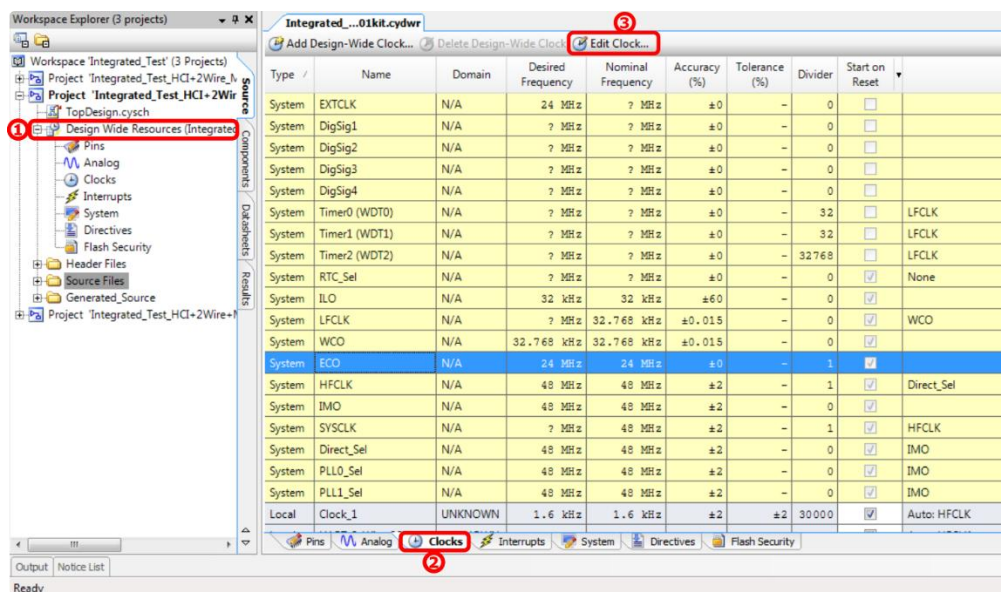 Workspace Explorer (3 projects)
Workspace 'Integrated_Test' (3 Projects)
Project 'Integrated_Test_HCI+2Wire_N
Project 'Integrated_Test_HCI+2Wir
TopDesign.cysch
① Design Wide Resources (Integrated
Pins
Analog
Clocks
Interrupts
System
Directives
Flash Security
Header Files
Source Files
Generated_Source
Project 'Integrated_Test_HCI+2Wire+
Source
Components
Datasheets
Results
Integrated_...01kit.cydwr
③
Add Design-Wide Clock... Delete Design-Wide Clock Edit Clock...
Type Name Domain Desired Frequency Nominal Frequency Accuracy (%) Tolerance (%) Divider Start on Reset
System EXTCLK N/A 24 MHz ? MHz ±0 - 0
System DigSig1 N/A ? MHz ? MHz ±0 - 0
System DigSig2 N/A ? MHz ? MHz ±0 - 0
System DigSig3 N/A ? MHz ? MHz ±0 - 0
System DigSig4 N/A ? MHz ? MHz ±0 - 0
System Timer0 (WDT0) N/A ? MHz ? MHz ±0 - 32 LFCLK
System Timer1 (WDT1) N/A ? MHz ? MHz ±0 - 32 LFCLK
System Timer2 (WDT2) N/A ? MHz ? MHz ±0 - 32768 LFCLK
System RTC_Sel N/A ? MHz ? MHz ±0 - 0 None
System ILO N/A 32 kHz 32 kHz ±60 - 0
System LFCLK N/A ? MHz 32.768 kHz ±0.015 - 0 WCO
System WCO N/A 32.768 kHz 32.768 kHz ±0.015 - 0
System ECO N/A 24 MHz 24 MHz ±0 - 1
System HFCLK N/A 48 MHz 48 MHz ±2 - 1 Direct_Sel
System IMO N/A 48 MHz 48 MHz ±2 - 0
System SYSCLK N/A ? MHz 48 MHz ±2 - 1 HFCLK
System Direct_Sel N/A 48 MHz 48 MHz ±2 - 0 IMO
System PLL0_Sel N/A 48 MHz 48 MHz ±2 - 0 IMO
System PLL1_Sel N/A 48 MHz 48 MHz ±2 - 0 IMO
Local Clock_1 UNKNOWN 1.6 kHz 1.6 kHz ±2 ±2 30000 Auto: HFCLK
Pins Analog Clocks Interrupts System Directives Flash Security
②
Output Notice List
Ready